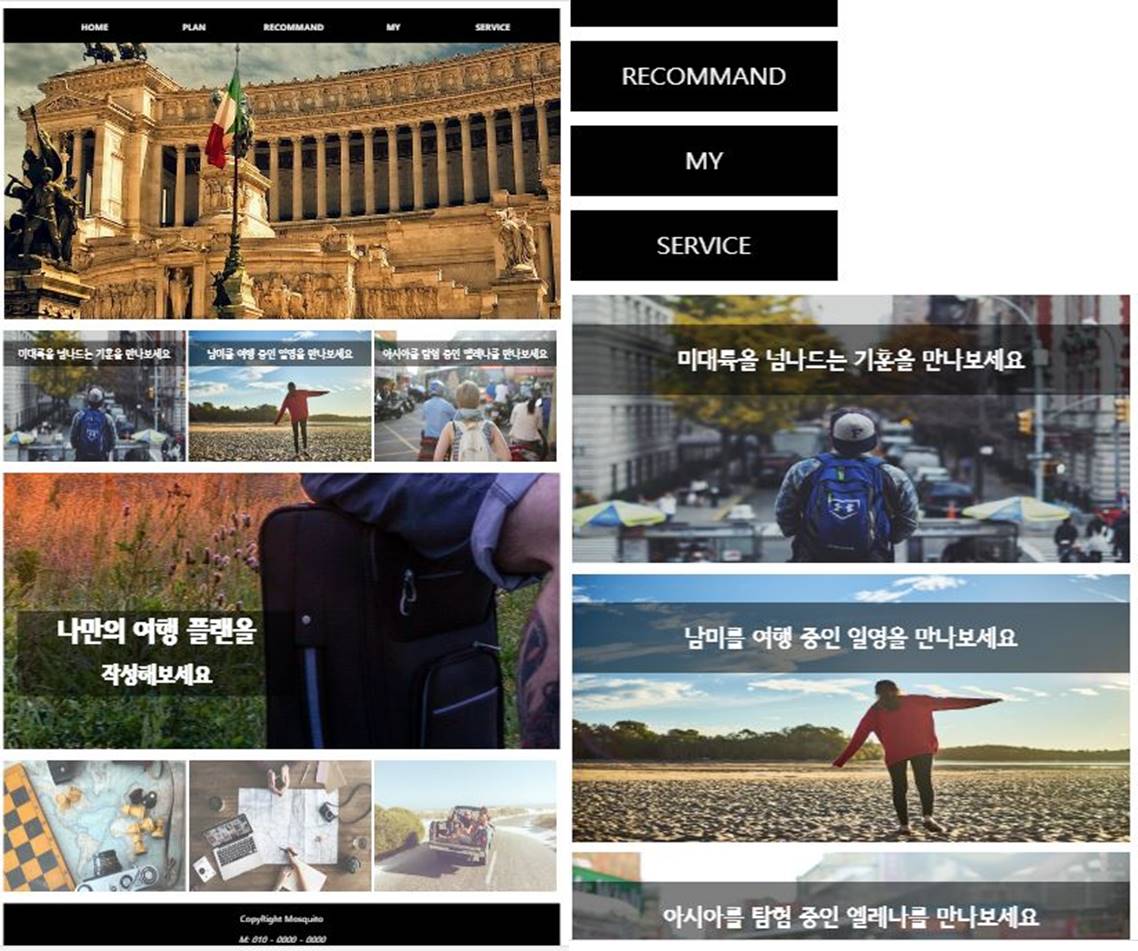 HOME PLAN RECOMMAND MY SERVICE
미대륙을 넘나드는 기훈을 만나보세요
남미를 여행 중인 일영을 만나보세요
아시아를 탐험 중인 엘레나를 만나보세요
나만의 여행 플랜을
작성해보세요
CopyRight Mosquito
M: 010 - 0000 - 0000
RECOMMAND
MY
SERVICE
미대륙을 넘나드는 기훈을 만나보세요
남미를 여행 중인 일영을 만나보세요
아시아를 탐험 중인 엘레나를 만나보세요